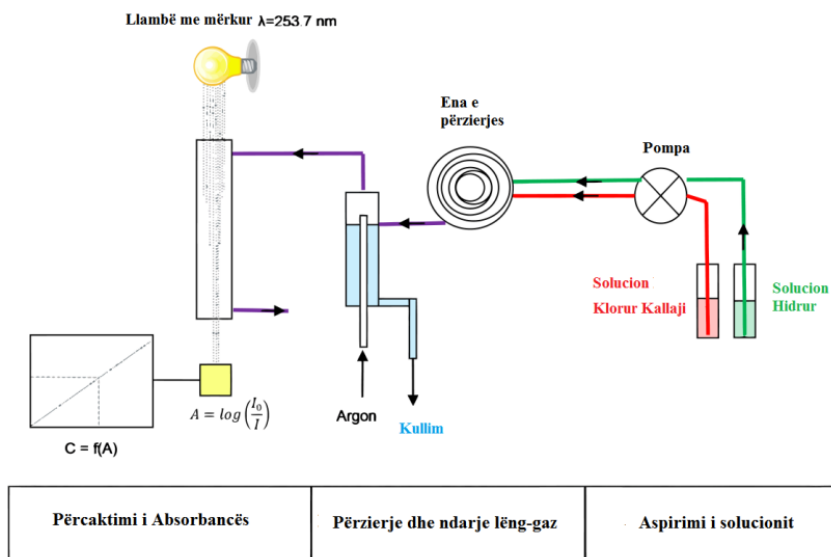 Llambë me mërkur λ=253.7 nm
Ena e
përzierjes
Pompa
Solucion
Klorur Kallaji
Solucion
Hidrur
A = log(I₀/I)
C = f(A)
Argon
Kullim
Përcaktimi i Absorbancës
Përzierje dhe ndarje lëng-gaz
Aspirimi i solucionit